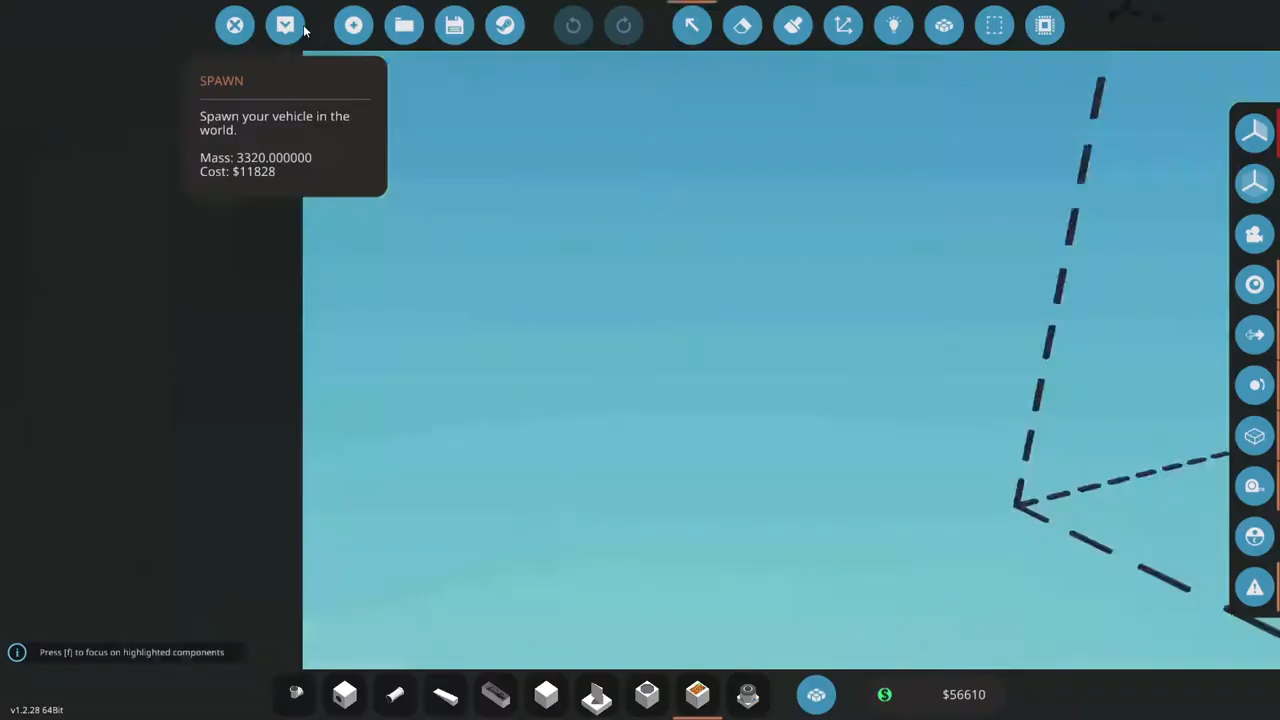 SPAWN
Spawn your vehicle in the
world.
Mass: 3320.000000
Cost: $11828
Press [f] to focus on highlighted components
v1.2.28 64Bit
$
$56610